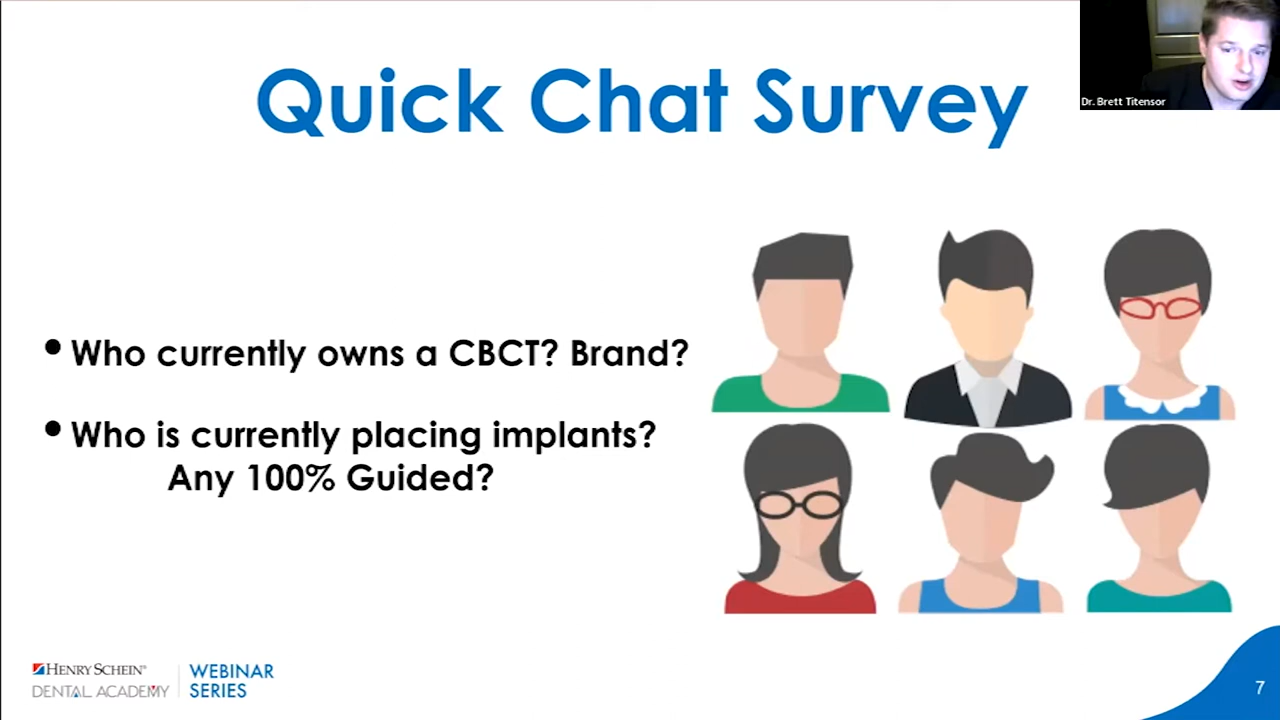 Quick Chat Survey
Dr. Brett Titensor
• Who currently owns a CBCT? Brand?
• Who is currently placing implants?
Any 100% Guided?
HENRY SCHEIN®
DENTAL ACADEMY
WEBINAR
SERIES
7